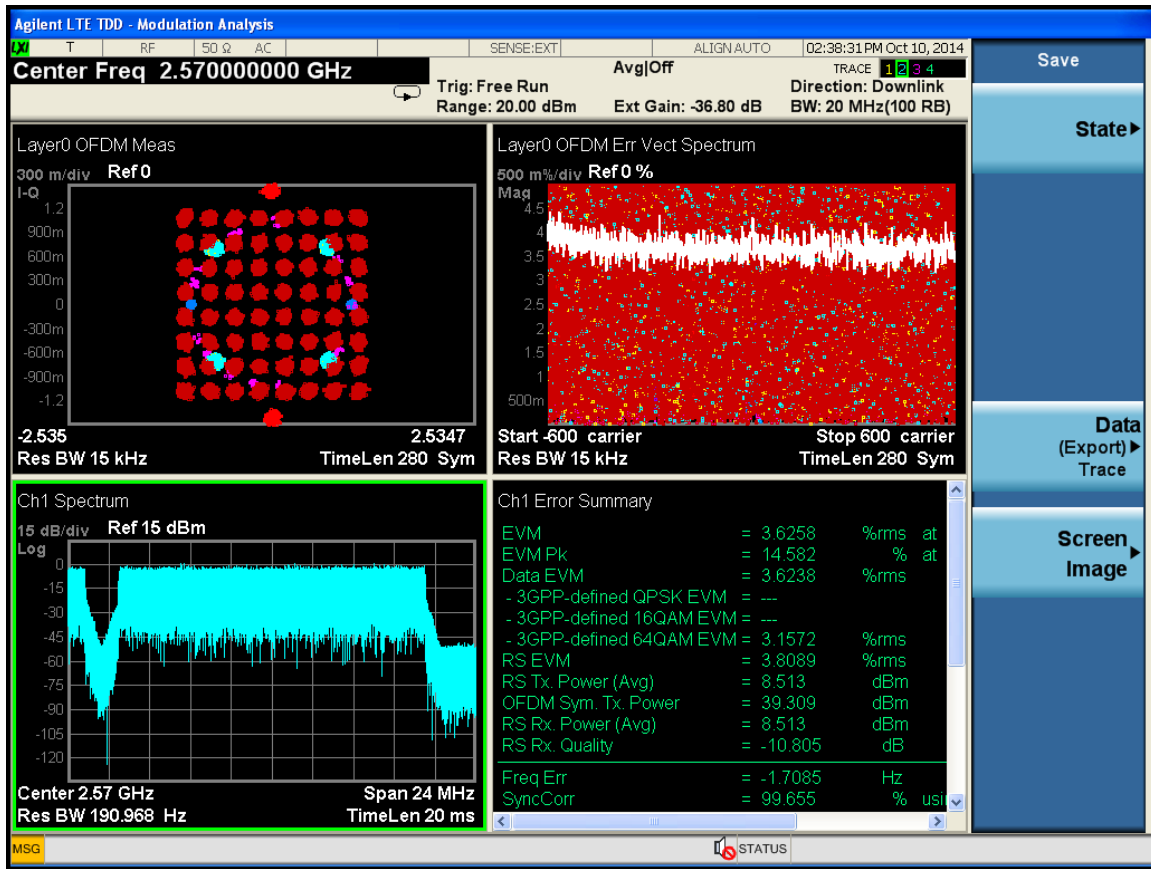 Agilent LTE TDD - Modulation Analysis
LXI T RF 50 Ω AC SENSE:EXT ALIGN AUTO 02:38:31 PM Oct 10, 2014
Center Freq 2.570000000 GHz
Avg|Off
TRACE 1 2 3 4
Trig: Free Run
Direction: Downlink
Range: 20.00 dBm Ext Gain: -36.80 dB BW: 20 MHz(100 RB)
Save
State
Data
(Export)
Trace
Screen
Image
Layer0 OFDM Meas
300 m/div Ref 0
I-Q
1.2
900m
600m
300m
0
-300m
-600m
-900m
-1.2
-2.535 2.5347
Res BW 15 kHz TimeLen 280 Sym
Layer0 OFDM Err Vect Spectrum
500 m%/div Ref 0 %
Mag
4.5
4
3.5
3
2.5
2
1.5
1
500m
Start -600 carrier Stop 600 carrier
Res BW 15 kHz TimeLen 280 Sym
Ch1 Spectrum
15 dB/div Ref 15 dBm
Log
0
-15
-30
-45
-60
-75
-90
-105
-120
Center 2.57 GHz Span 24 MHz
Res BW 190.968 Hz TimeLen 20 ms
Ch1 Error Summary
EVM = 3.6258 %rms at
EVM Pk = 14.582 % at
Data EVM = 3.6238 %rms
- 3GPP-defined QPSK EVM = ---
- 3GPP-defined 16QAM EVM = ---
- 3GPP-defined 64QAM EVM = 3.1572 %rms
RS EVM = 3.8089 %rms
RS Tx. Power (Avg) = 8.513 dBm
OFDM Sym. Tx. Power = 39.309 dBm
RS Rx. Power (Avg) = 8.513 dBm
RS Rx. Quality = -10.805 dB
Freq Err = -1.7085 Hz
SyncCorr = 99.655 % usi
MSG STATUS